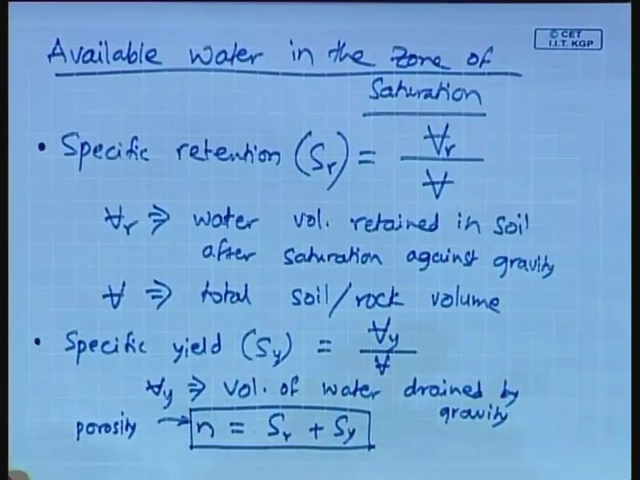 © CET
I.I.T. KGP
Available water in the zone of
saturation
• Specific retention (Sr) = ∀r / ∀
∀r ⇒ water vol. retained in soil
after saturation against gravity
∀ ⇒ total soil/rock volume
• Specific yield (Sy) = ∀y / ∀
∀y ⇒ vol. of water drained by
gravity
porosity → n = Sr + Sy